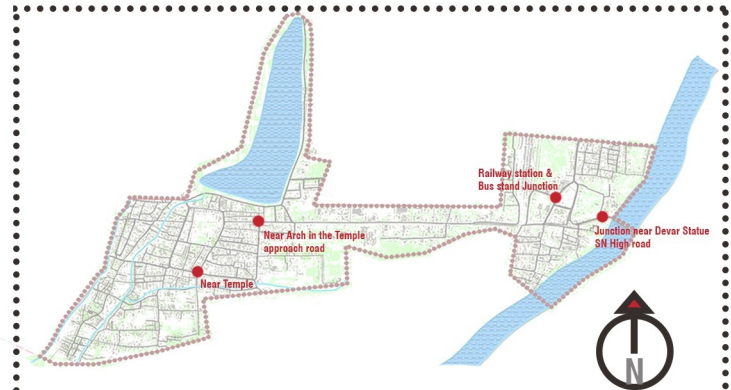 Railway station &
Bus stand Junction
Junction near Devar Statue
SN High road
Near Arch in the Temple
approach road
Near Temple
N